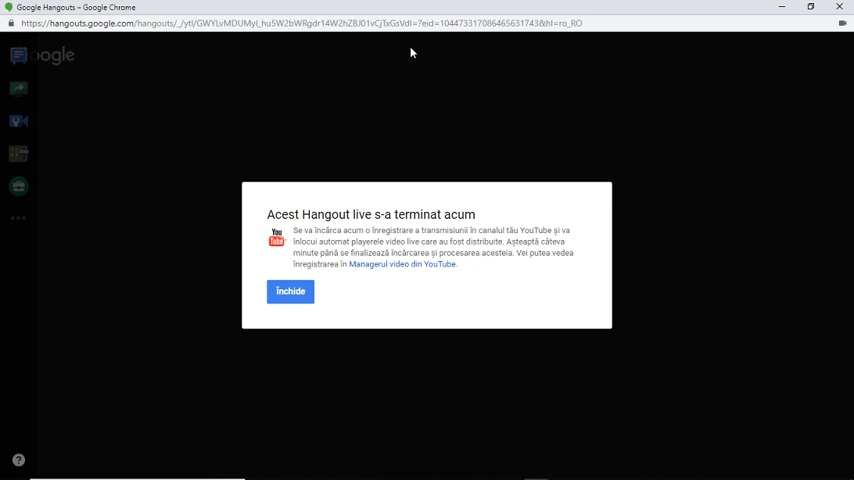 Google Hangouts – Google Chrome
https://hangouts.google.com/hangouts/_/ytl/GWYLvMDUMyl_hu5W2bWRgdr14W2hZBJ01vCjTxGsVdI=?eid=104473317086465631743&hl=ro_RO
oogle
Acest Hangout live s-a terminat acum
You
Tube
Se va încărca acum o înregistrare a transmisiunii în canalul tău YouTube și va
înlocui automat playerele video live care au fost distribuite. Așteaptă câteva
minute până se finalizează încărcarea și procesarea acesteia. Vei putea vedea
înregistrarea în Managerul video din YouTube.
Închide
?